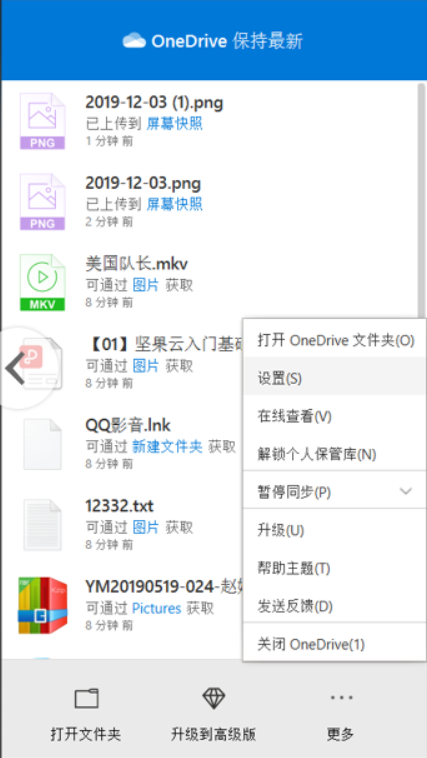 OneDrive 保持最新
2019-12-03 (1).png
已上传到 屏幕快照
1 分钟 前
PNG
2019-12-03.png
已上传到 屏幕快照
2 分钟 前
PNG
美国队长.mkv
可通过 图片 获取
8 分钟 前
MKV
【01】坚果云入门基础
可通过 图片 获取
8 分钟 前
QQ影音.lnk
可通过 新建文件夹 获取
8 分钟 前
12332.txt
可通过 图片 获取
8 分钟 前
YM20190519-024-赵
可通过 Pictures 获取
8 分钟 前
打开 OneDrive 文件夹(O)
设置(S)
在线查看(V)
解锁个人保管库(N)
暂停同步(P)
升级(U)
帮助主题(T)
发送反馈(D)
关闭 OneDrive(1)
打开文件夹
升级到高级版
更多